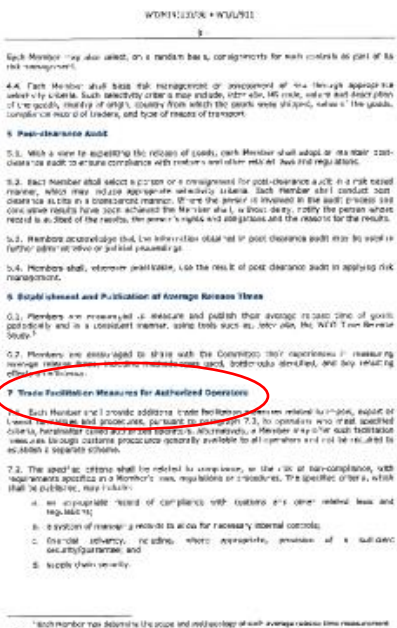 WT/MIN(13)/36 • WT/L/911
Each Member may also select, on a random basis, consignments for such controls as part of its
risk management.
4.4. Each Member shall base risk management on assessment of risk through appropriate
selectivity criteria. Such selectivity criteria may include, inter alia, HS code, nature and description
of the goods, country of origin, country from which the goods were shipped, value of the goods,
compliance record of traders, and type of means of transport.
5 Post-clearance Audit
5.1. With a view to expediting the release of goods, each Member shall adopt or maintain post-
clearance audit to ensure compliance with customs and other related laws and regulations.
5.2. Each Member shall select a person or a consignment for post-clearance audit in a risk-based
manner, which may include appropriate selectivity criteria. Each Member shall conduct post-
clearance audits in a transparent manner. Where the person is involved in the audit process and
conclusive results have been achieved the Member shall, without delay, notify the person whose
record is audited of the results, the person's rights and obligations and the reasons for the results.
5.3. Members acknowledge that the information obtained in post-clearance audit may be used in
further administrative or judicial proceedings.
5.4. Members shall, wherever practicable, use the result of post-clearance audit in applying risk
management.
6 Establishment and Publication of Average Release Times
6.1. Members are encouraged to measure and publish their average release time of goods
periodically and in a consistent manner, using tools such as, inter alia, the WCO Time Release
Study.
6.2. Members are encouraged to share with the Committee their experiences in measuring
average release times, including methodologies used, bottlenecks identified, and any resulting
effects on efficiency.
7 Trade Facilitation Measures for Authorized Operators
7.1. Each Member shall provide additional trade facilitation measures related to import, export or
transit formalities and procedures, pursuant to paragraph 7.3, to operators who meet specified
criteria, hereinafter called authorized operators. Alternatively, a Member may offer such facilitation
measures through customs procedures generally available to all operators and not be required to
establish a separate scheme.
7.2. The specified criteria shall be related to compliance, or the risk of non-compliance, with
requirements specified in a Member's laws, regulations or procedures. The specified criteria, which
shall be published, may include:
a. an appropriate record of compliance with customs and other related laws and
regulations;
b. a system of managing records to allow for necessary internal controls;
c. financial solvency, including, where appropriate, provision of a sufficient
security/guarantee; and
d. supply chain security.
Each Member may determine the scope and methodology of such average release time measurement